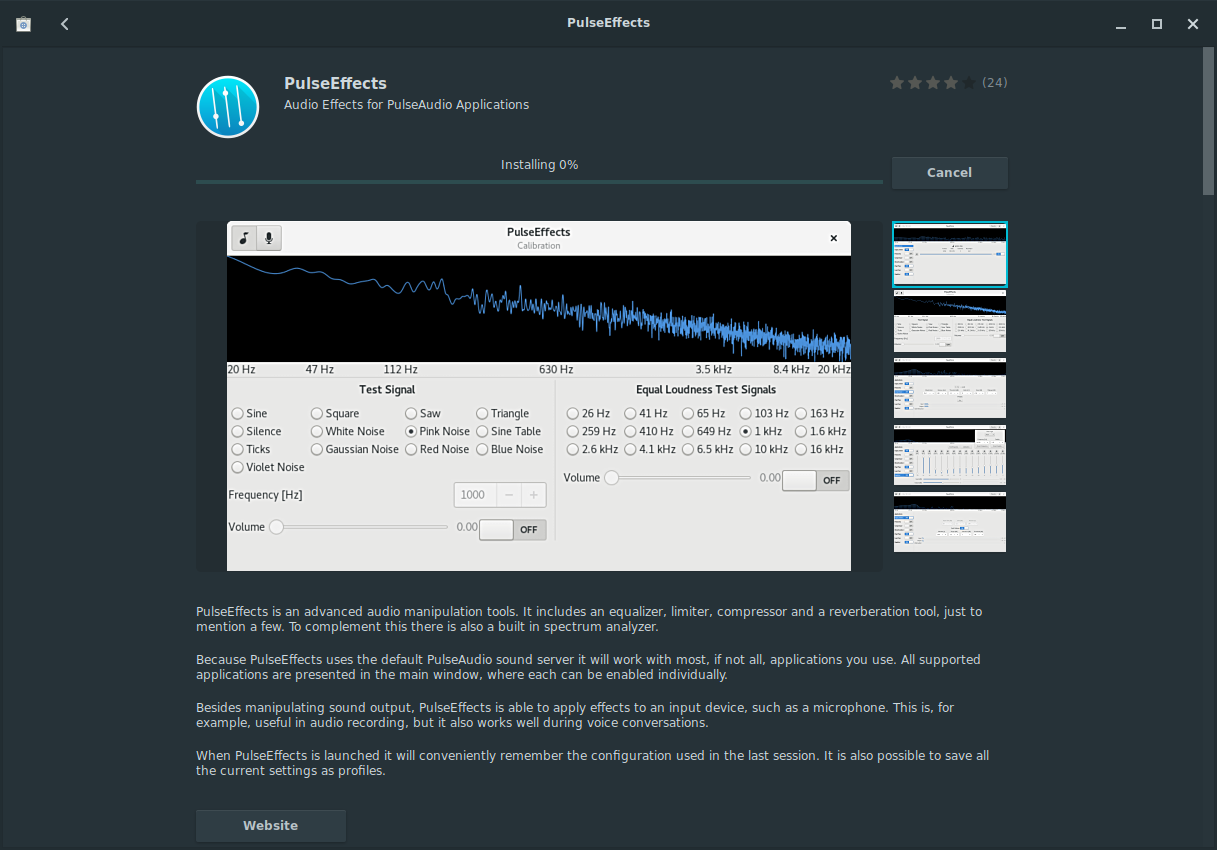 PulseEffects
PulseEffects
Audio Effects for PulseAudio Applications
(24)
Installing 0%
Cancel
PulseEffects
Calibration
20 Hz 47 Hz 112 Hz 630 Hz 3.5 kHz 8.4 kHz 20 kHz
Test Signal
Sine Square Saw Triangle
Silence White Noise Pink Noise Sine Table
Ticks Gaussian Noise Red Noise Blue Noise
Violet Noise
Frequency [Hz] 1000 − +
Volume 0.00 OFF
Equal Loudness Test Signals
26 Hz 41 Hz 65 Hz 103 Hz 163 Hz
259 Hz 410 Hz 649 Hz 1 kHz 1.6 kHz
2.6 kHz 4.1 kHz 6.5 kHz 10 kHz 16 kHz
Volume 0.00 OFF
PulseEffects is an advanced audio manipulation tools. It includes an equalizer, limiter, compressor and a reverberation tool, just to
mention a few. To complement this there is also a built in spectrum analyzer.
Because PulseEffects uses the default PulseAudio sound server it will work with most, if not all, applications you use. All supported
applications are presented in the main window, where each can be enabled individually.
Besides manipulating sound output, PulseEffects is able to apply effects to an input device, such as a microphone. This is, for
example, useful in audio recording, but it also works well during voice conversations.
When PulseEffects is launched it will conveniently remember the configuration used in the last session. It is also possible to save all
the current settings as profiles.
Website